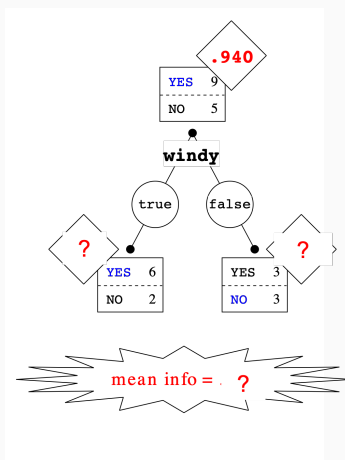 .940
YES 9
NO 5
windy
true
false
?
?
YES 6
NO 2
YES 3
NO 3
mean info = . ?